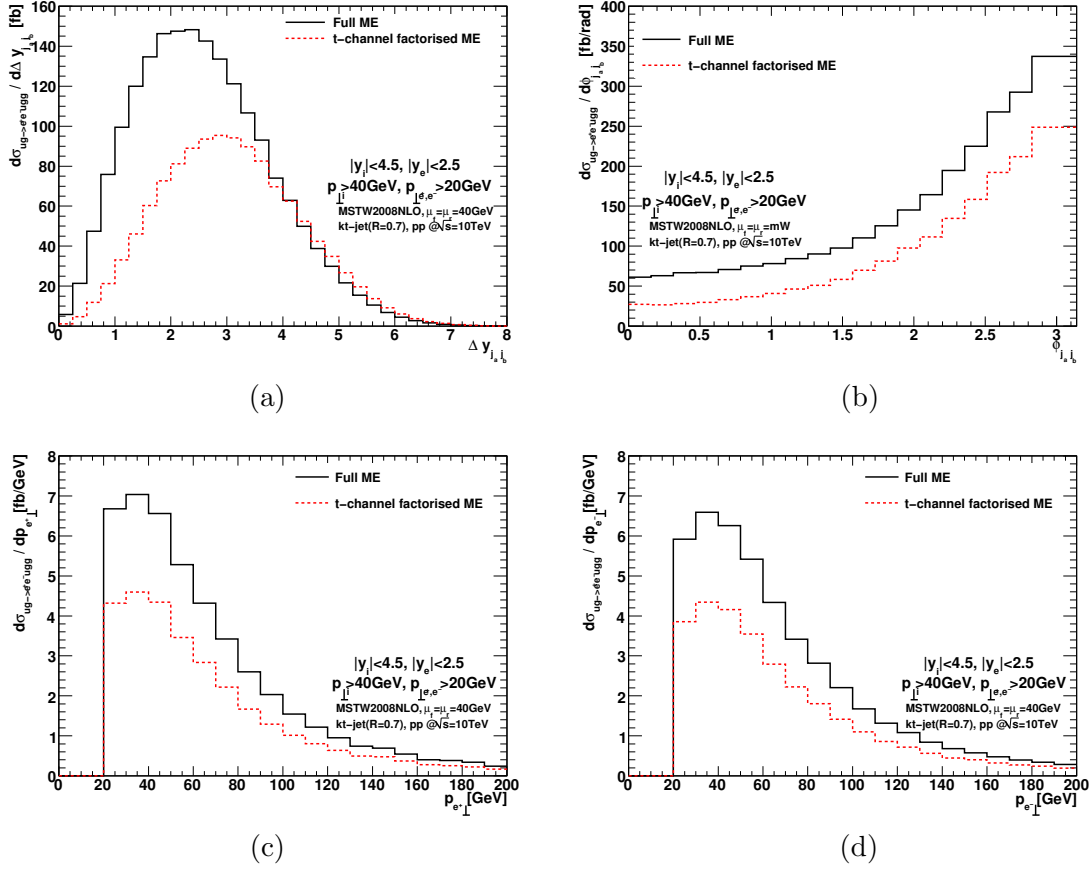 dσ_{ug->e⁺e⁻ugg} / dΔ y_{j_a j_b} [fb]
160
140
120
100
80
60
40
20
0
Full ME
t-channel factorised ME
|y_i|<4.5, |y_e|<2.5
p_{⊥i}>40GeV, p_{⊥e⁺,e⁻}>20GeV
MSTW2008NLO, μ_f=μ_r=40GeV
kt-jet(R=0.7), pp @√s=10TeV
0 1 2 3 4 5 6 7 8
Δ y_{j_a j_b}
(a)
dσ_{ug->e⁺e⁻ugg} / dϕ_{j_a j_b} [fb/rad]
400
350
300
250
200
150
100
50
0
Full ME
t-channel factorised ME
|y_i|<4.5, |y_e|<2.5
p_{⊥i}>40GeV, p_{⊥e⁺,e⁻}>20GeV
MSTW2008NLO, μ_f=μ_r=mW
kt-jet(R=0.7), pp @√s=10TeV
0 0.5 1 1.5 2 2.5 3
ϕ_{j_a j_b}
(b)
dσ_{ug->e⁺e⁻ugg} / dp_{e⁺⊥} [fb/GeV]
8
7
6
5
4
3
2
1
0
Full ME
t-channel factorised ME
|y_i|<4.5, |y_e|<2.5
p_{⊥i}>40GeV, p_{⊥e⁺,e⁻}>20GeV
MSTW2008NLO, μ_f=μ_r=40GeV
kt-jet(R=0.7), pp @√s=10TeV
0 20 40 60 80 100 120 140 160 180 200
p_{e⁺⊥}[GeV]
(c)
dσ_{ug->e⁺e⁻ugg} / dp_{e⁻⊥} [fb/GeV]
8
7
6
5
4
3
2
1
0
Full ME
t-channel factorised ME
|y_i|<4.5, |y_e|<2.5
p_{⊥i}>40GeV, p_{⊥e⁺,e⁻}>20GeV
MSTW2008NLO, μ_f=μ_r=40GeV
kt-jet(R=0.7), pp @√s=10TeV
0 20 40 60 80 100 120 140 160 180 200
p_{e⁻⊥}[GeV]
(d)